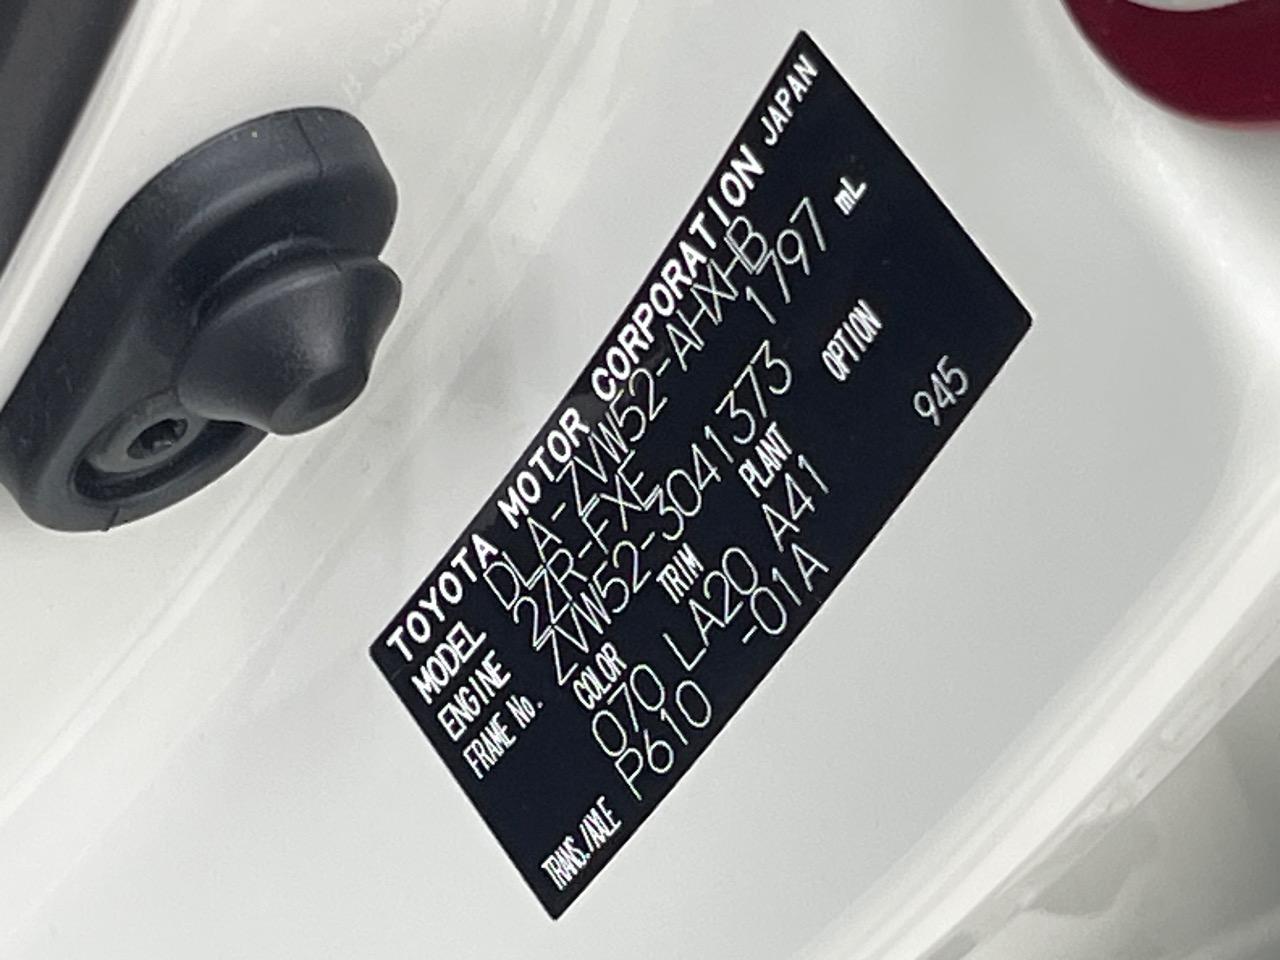 TOYOTA MOTOR CORPORATION JAPAN
MODEL DLA-ZVW52-AHXHB
ENGINE 2ZR-FXE 1797 mL
FRAME No. ZVW52-3041373
COLOR TRIM PLANT OPTION
070 LA20 A41 945
TRANS./AXLE P610 -01A